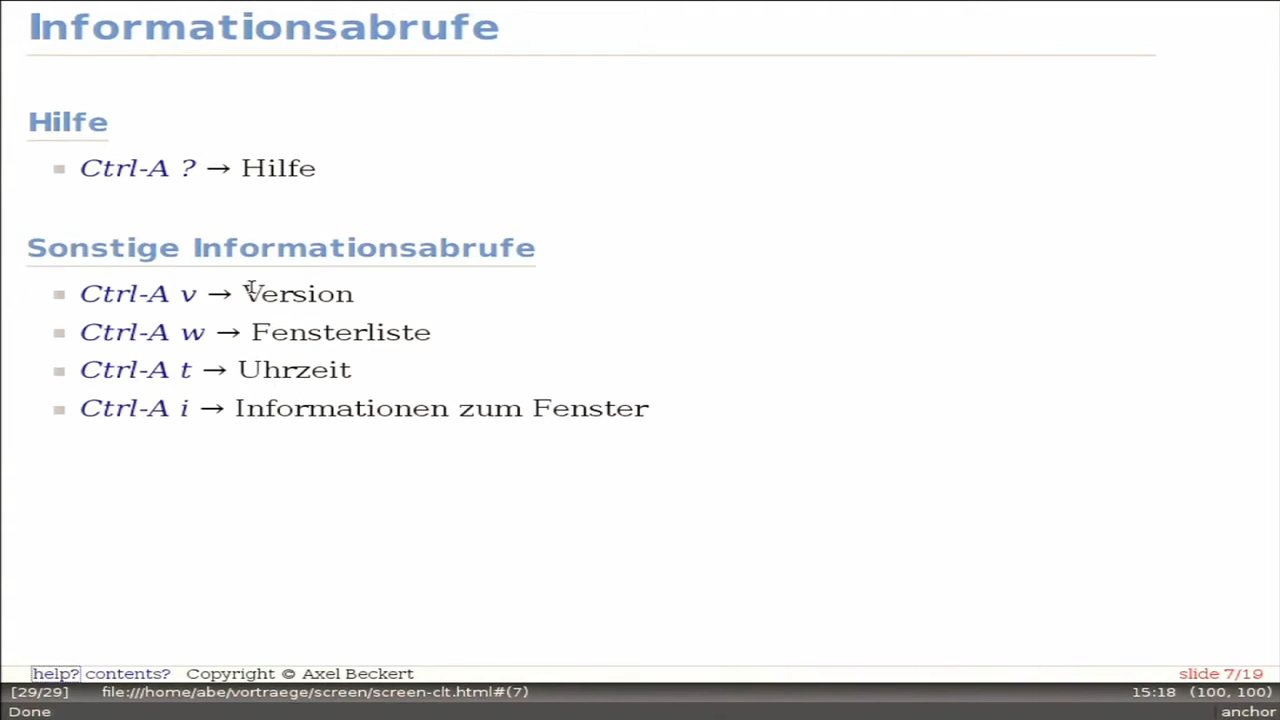 Informationsabrufe
Hilfe
Ctrl-A ? → Hilfe
Sonstige Informationsabrufe
Ctrl-A v → Version
Ctrl-A w → Fensterliste
Ctrl-A t → Uhrzeit
Ctrl-A i → Informationen zum Fenster
help? contents? Copyright © Axel Beckert slide 7/19
[29/29] file:///home/abe/vortraege/screen/screen-clt.html#(7) 15:18 (100, 100)
Done anchor